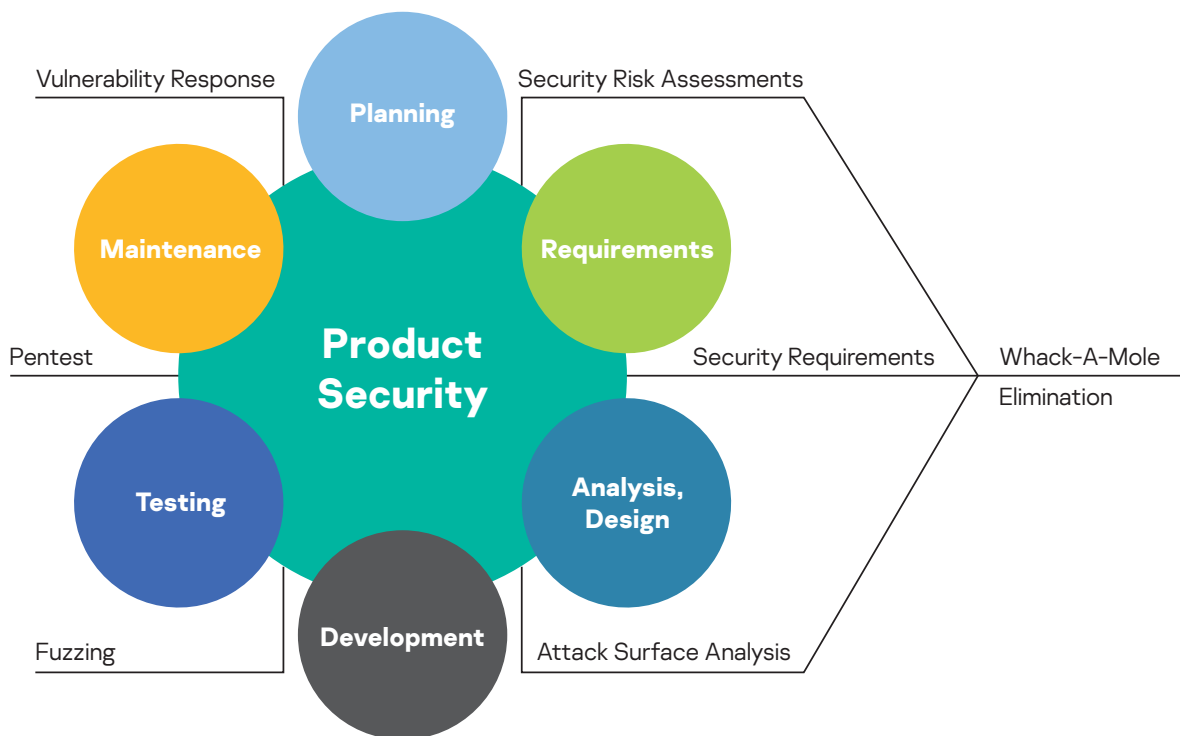 Vulnerability Response
Security Risk Assessments
Planning
Maintenance
Requirements
Product
Security
Pentest
Security Requirements
Whack-A-Mole
Elimination
Testing
Analysis,
Design
Development
Fuzzing
Attack Surface Analysis